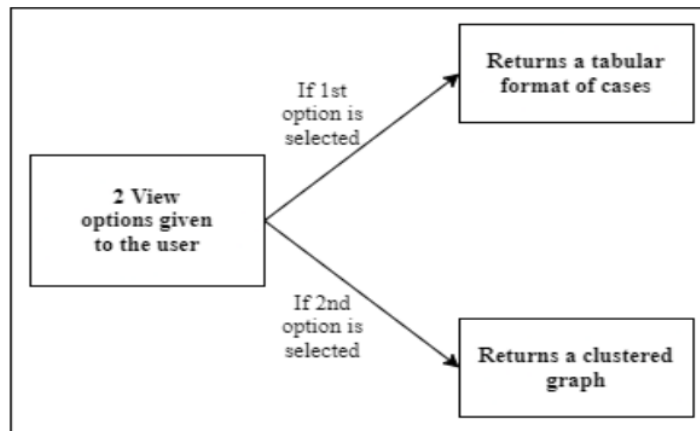 Returns a tabular
format of cases
If 1st
option is
selected
2 View
options given
to the user
If 2nd
option is
selected
Returns a clustered
graph